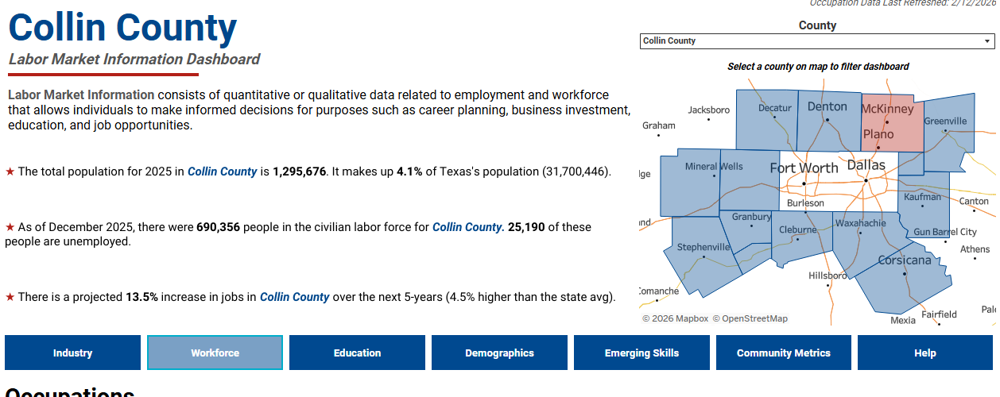 Occupation Data Last Refreshed: 2/12/2026
Collin County
Labor Market Information Dashboard
Labor Market Information consists of quantitative or qualitative data related to employment and workforce
that allows individuals to make informed decisions for purposes such as career planning, business investment,
education, and job opportunities.
★ The total population for 2025 in Collin County is 1,295,676. It makes up 4.1% of Texas's population (31,700,446).
★ As of December 2025, there were 690,356 people in the civilian labor force for Collin County. 25,190 of these
people are unemployed.
★ There is a projected 13.5% increase in jobs in Collin County over the next 5-years (4.5% higher than the state avg).
County
Collin County
Select a county on map to filter dashboard
Jacksboro
Decatur
Denton
McKinney
Greenville
Graham
Plano
Mineral Wells
Fort Worth
Dallas
Burleson
Kaufman
Canton
Granbury
Cleburne
Waxahachie
Gun Barrel City
Stephenville
Athens
Corsicana
Hillsboro
Comanche
Mexia
Fairfield
© 2026 Mapbox © OpenStreetMap
Industry
Workforce
Education
Demographics
Emerging Skills
Community Metrics
Help
Occupations